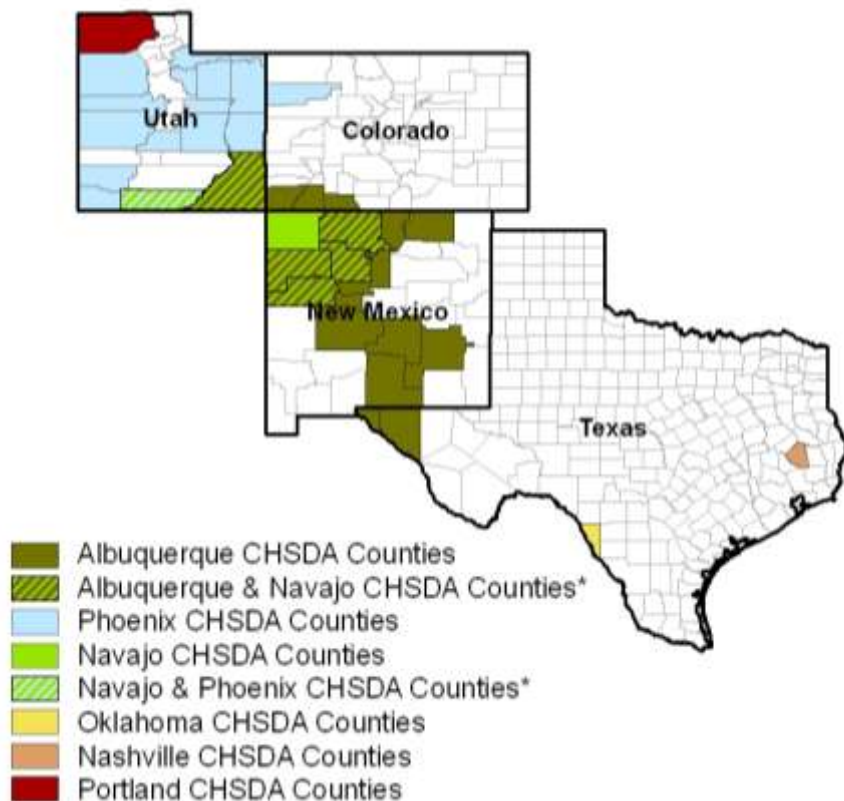 Utah
Colorado
New Mexico
Texas
Albuquerque CHSDA Counties
Albuquerque & Navajo CHSDA Counties*
Phoenix CHSDA Counties
Navajo CHSDA Counties
Navajo & Phoenix CHSDA Counties*
Oklahoma CHSDA Counties
Nashville CHSDA Counties
Portland CHSDA Counties